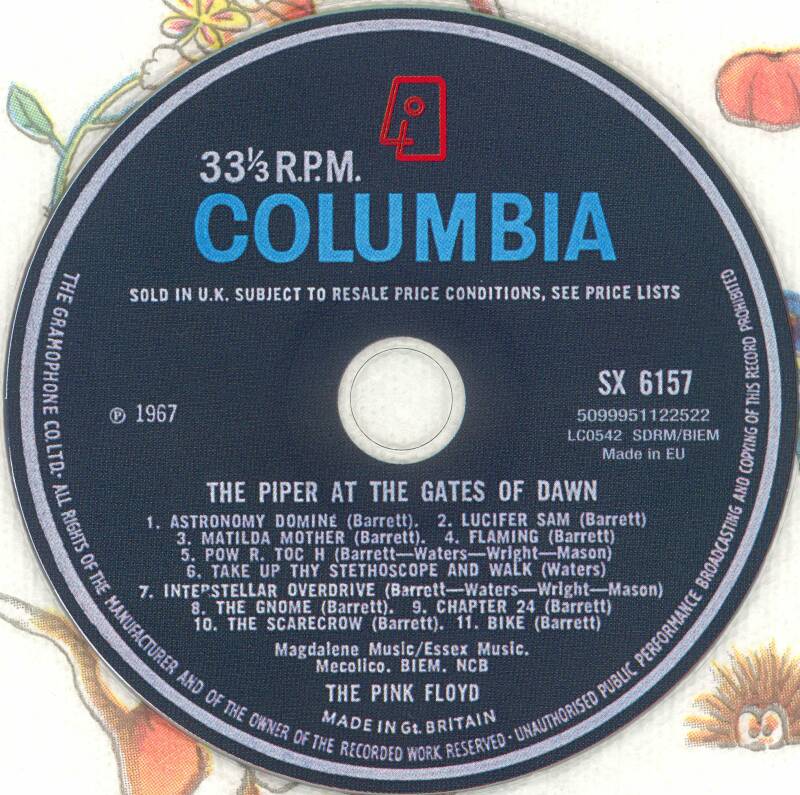 33⅓ R.P.M.
COLUMBIA
SOLD IN U.K. SUBJECT TO RESALE PRICE CONDITIONS, SEE PRICE LISTS
℗ 1967
SX 6157
5099951122522
LC0542 SDRM/BIEM
Made in EU
THE PIPER AT THE GATES OF DAWN
1. ASTRONOMY DOMINÉ (Barrett). 2. LUCIFER SAM (Barrett)
3. MATILDA MOTHER (Barrett). 4. FLAMING (Barrett)
5. POW R. TOC H (Barrett—Waters—Wright—Mason)
6. TAKE UP THY STETHOSCOPE AND WALK (Waters)
7. INTERSTELLAR OVERDRIVE (Barrett—Waters—Wright—Mason)
8. THE GNOME (Barrett). 9. CHAPTER 24 (Barrett)
10. THE SCARECROW (Barrett). 11. BIKE (Barrett)
Magdalene Music/Essex Music.
Mecolico. BIEM. NCB
THE PINK FLOYD
MADE IN Gt. BRITAIN
THE GRAMOPHONE CO. LTD. · ALL RIGHTS OF THE MANUFACTURER AND OF THE OWNER OF THE RECORDED WORK RESERVED · UNAUTHORISED PUBLIC PERFORMANCE BROADCASTING AND COPYING OF THIS RECORD PROHIBITED